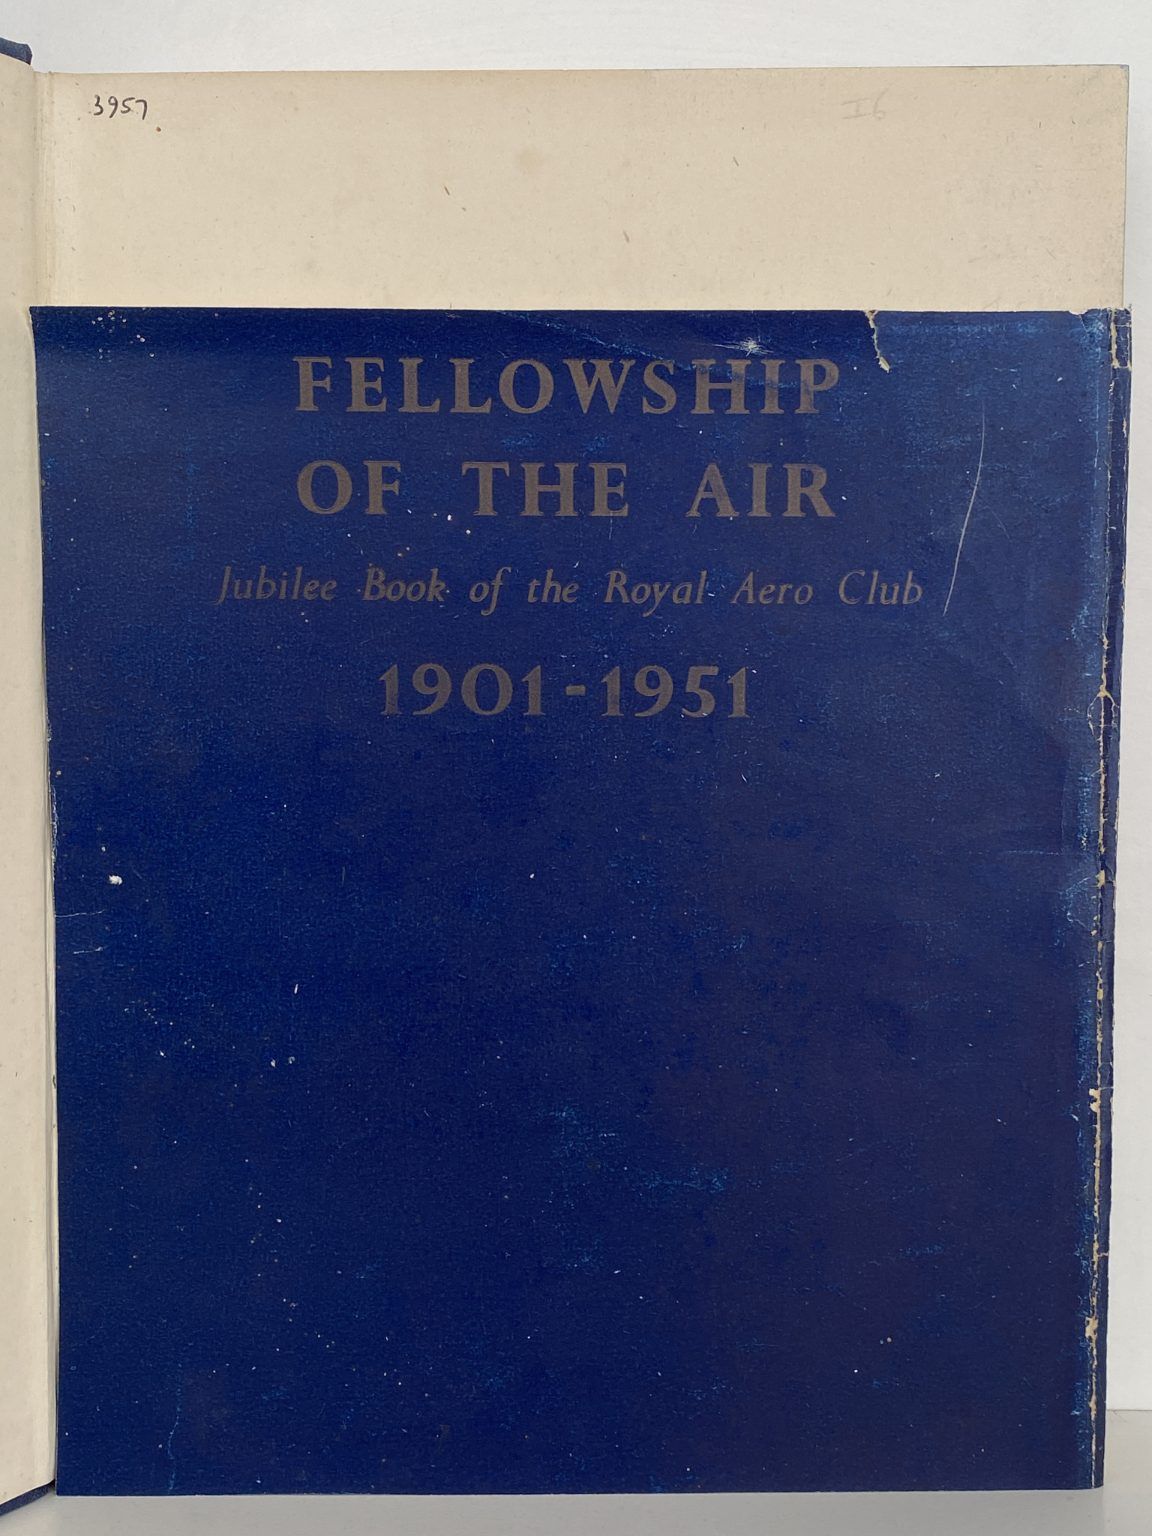 3957
I6
FELLOWSHIP
OF THE AIR
Jubilee Book of the Royal Aero Club
1901-1951